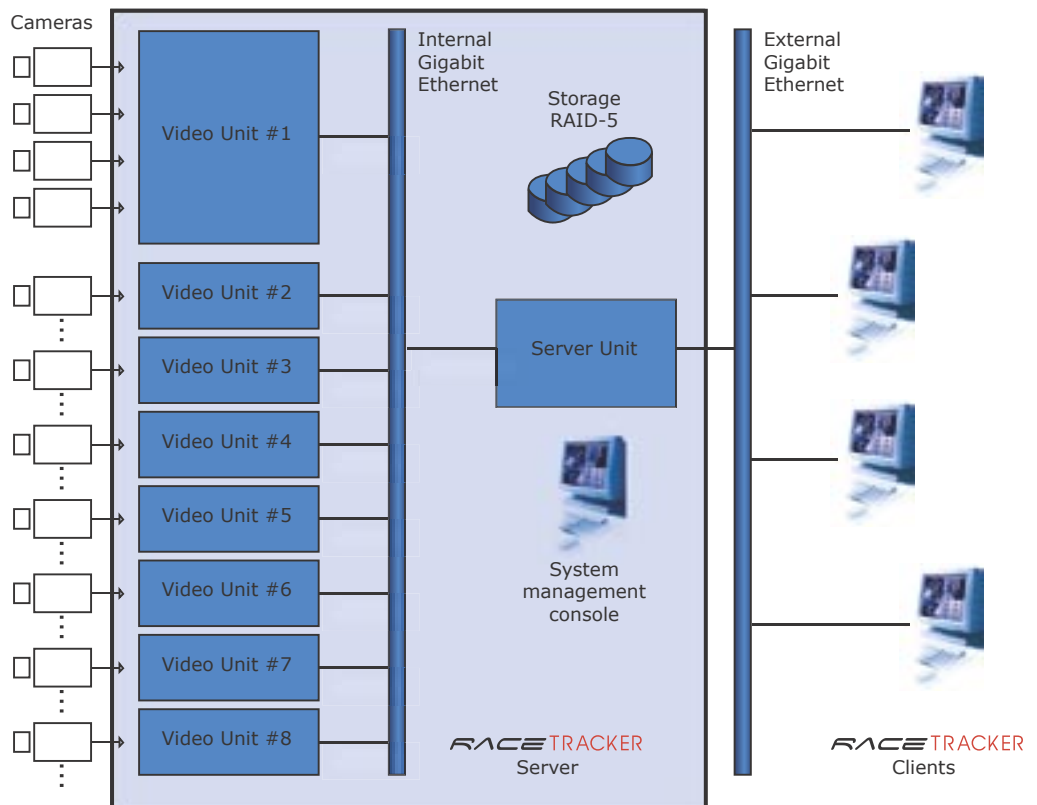 Cameras
Internal
Gigabit
Ethernet
External
Gigabit
Ethernet
Storage
RAID-5
Video Unit #1
Video Unit #2
Video Unit #3
Video Unit #4
Video Unit #5
Video Unit #6
Video Unit #7
Video Unit #8
Server Unit
System
management
console
RACETRACKER
Server
RACETRACKER
Clients